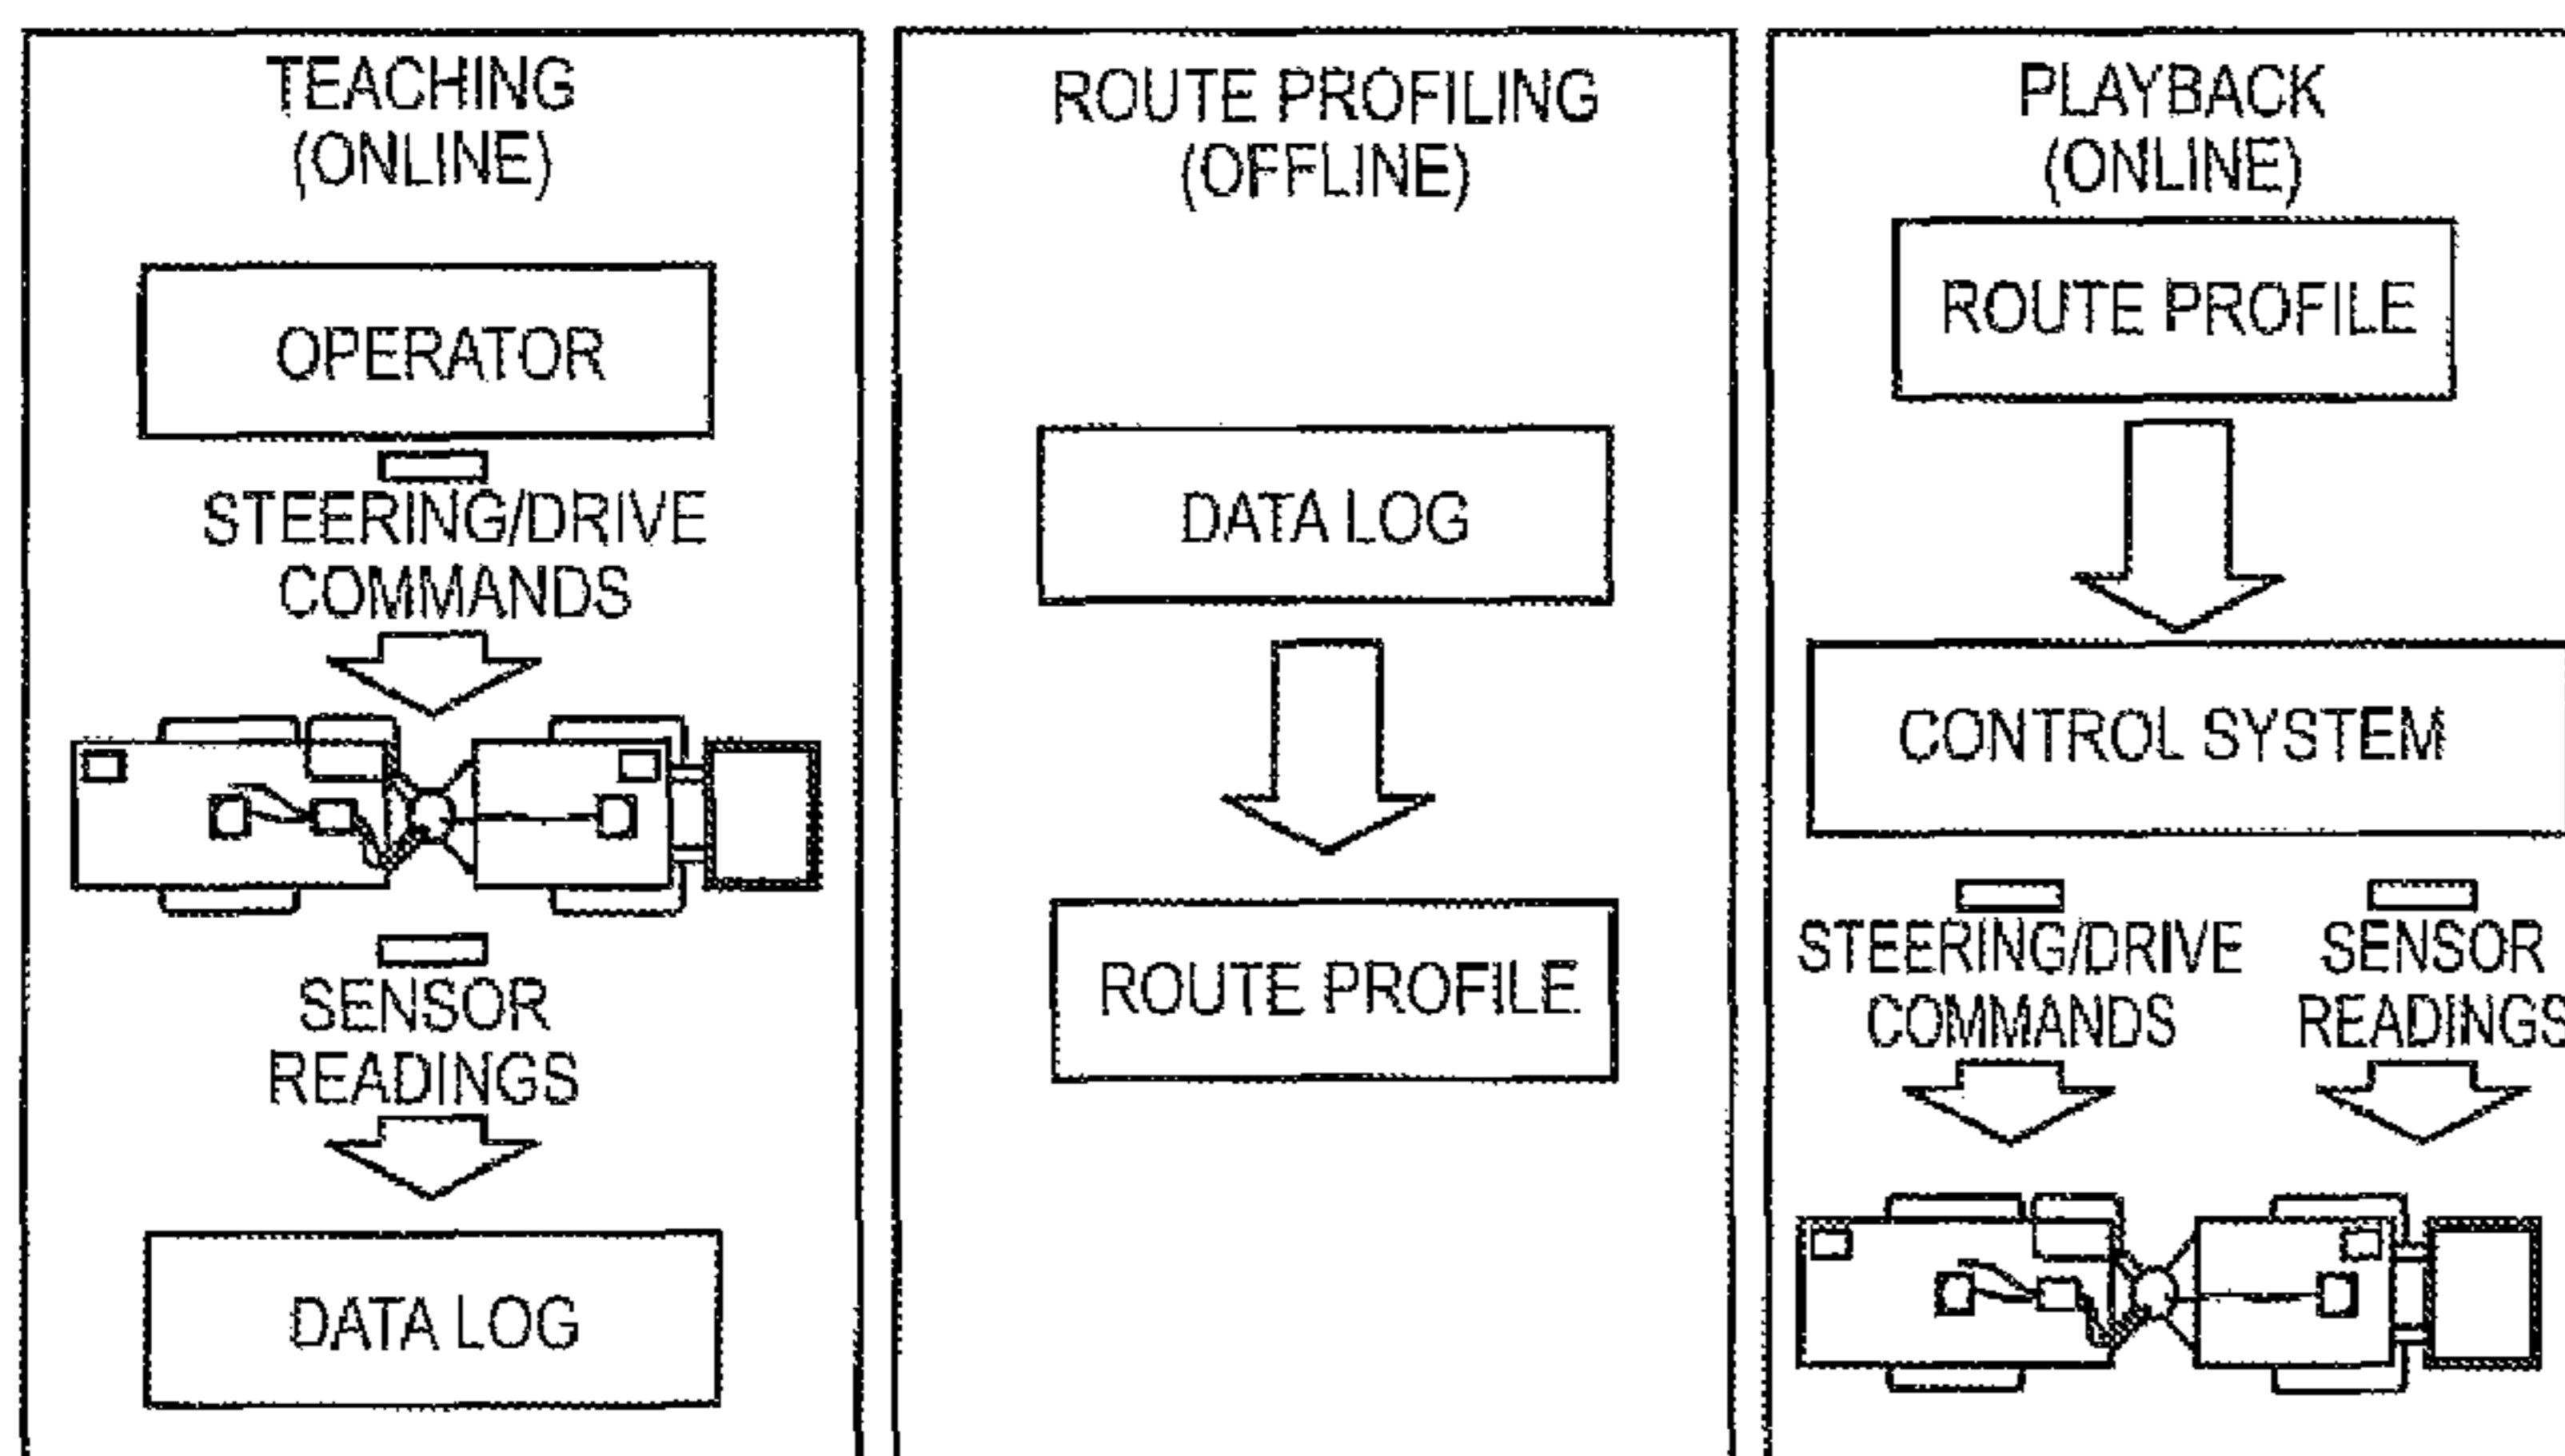 TEACHING
(ONLINE)
OPERATOR
STEERING/DRIVE
COMMANDS
SENSOR
READINGS
DATA LOG
ROUTE PROFILING
(OFFLINE)
DATA LOG
ROUTE PROFILE
PLAYBACK
(ONLINE)
ROUTE PROFILE
CONTROL SYSTEM
STEERING/DRIVE
COMMANDS
SENSOR
READINGS